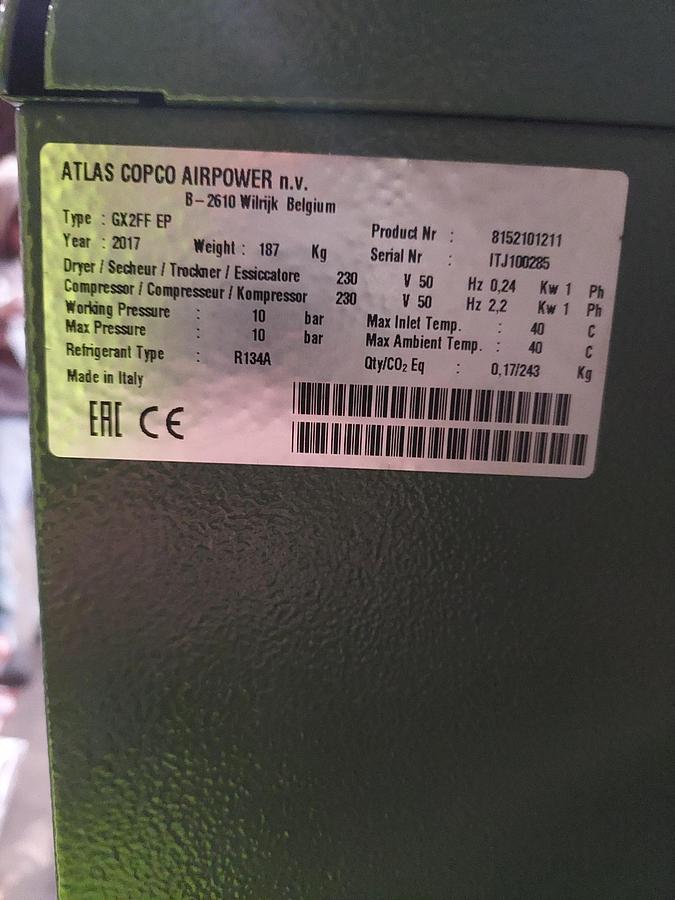 ATLAS COPCO AIRPOWER n.v.
B-2610 Wilrijk Belgium
Type : GX2FF EP
Product Nr : 8152101211
Year : 2017 Weight : 187 Kg
Serial Nr : ITJ100285
Dryer / Secheur / Trockner / Essiccatore 230 V 50 Hz 0,24 Kw 1 Ph
Compressor / Compresseur / Kompressor 230 V 50 Hz 2,2 Kw 1 Ph
Working Pressure : 10 bar
Max Inlet Temp. : 40 C
Max Pressure : 10 bar
Max Ambient Temp. : 40 C
Refrigerant Type : R134A
Qty/CO₂ Eq : 0,17/243 Kg
Made in Italy
EAC CE